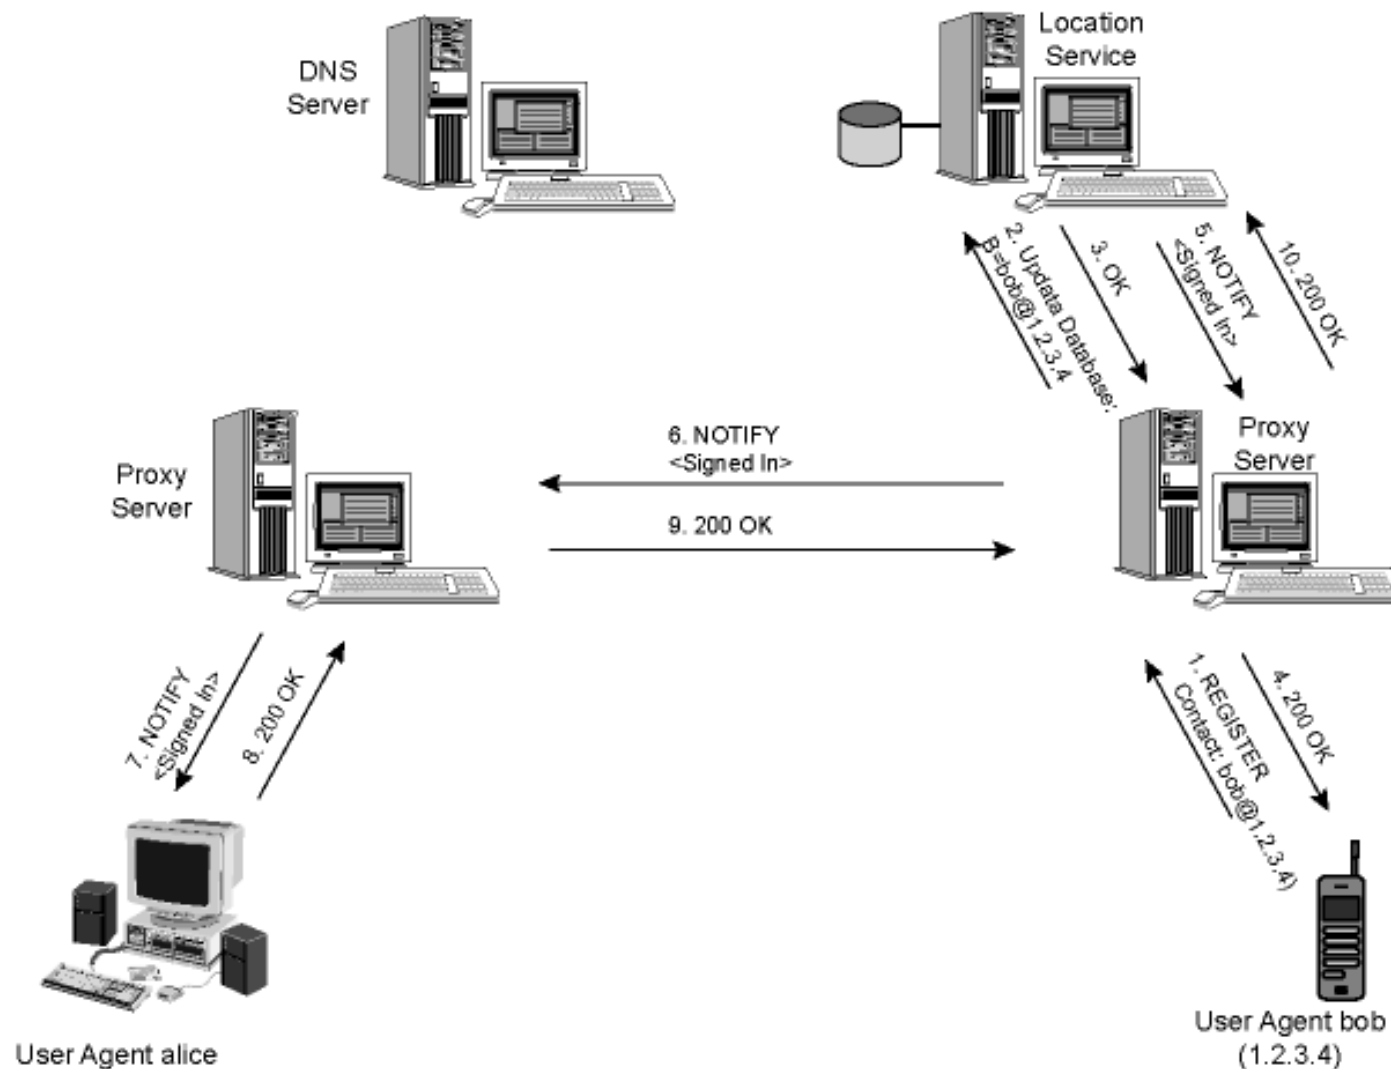 DNS
Server
Location
Service
2. Updata Database:
B=bob@1.2.3.4
3. OK
5. NOTIFY
<Signed In>
10. 200 OK
Proxy
Server
6. NOTIFY
<Signed In>
9. 200 OK
Proxy
Server
7. NOTIFY
<Signed In>
8. 200 OK
1. REGISTER
Contact: bob@1.2.3.4)
4. 200 OK
User Agent alice
User Agent bob
(1.2.3.4)